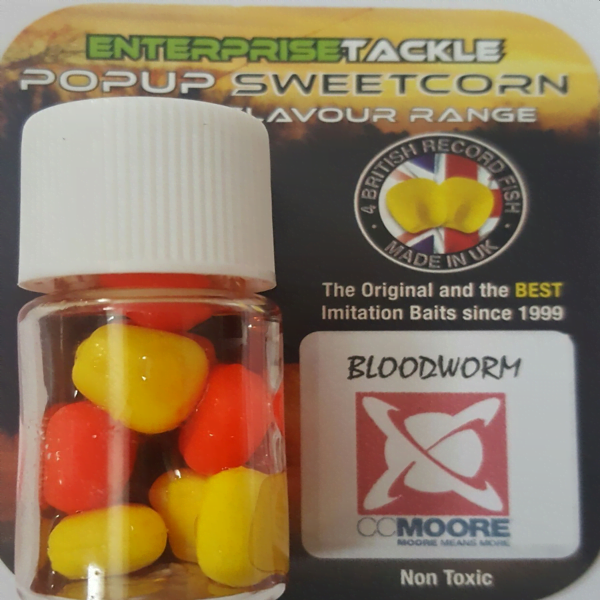 ENTERPRISETACKLE
POPUP SWEETCORN
LAVOUR RANGE
4 BRITISH RECORD FISH
MADE IN UK
The Original and the BEST
Imitation Baits since 1999
BLOODWORM
CCMOORE
MOORE MEANS MORE
Non Toxic